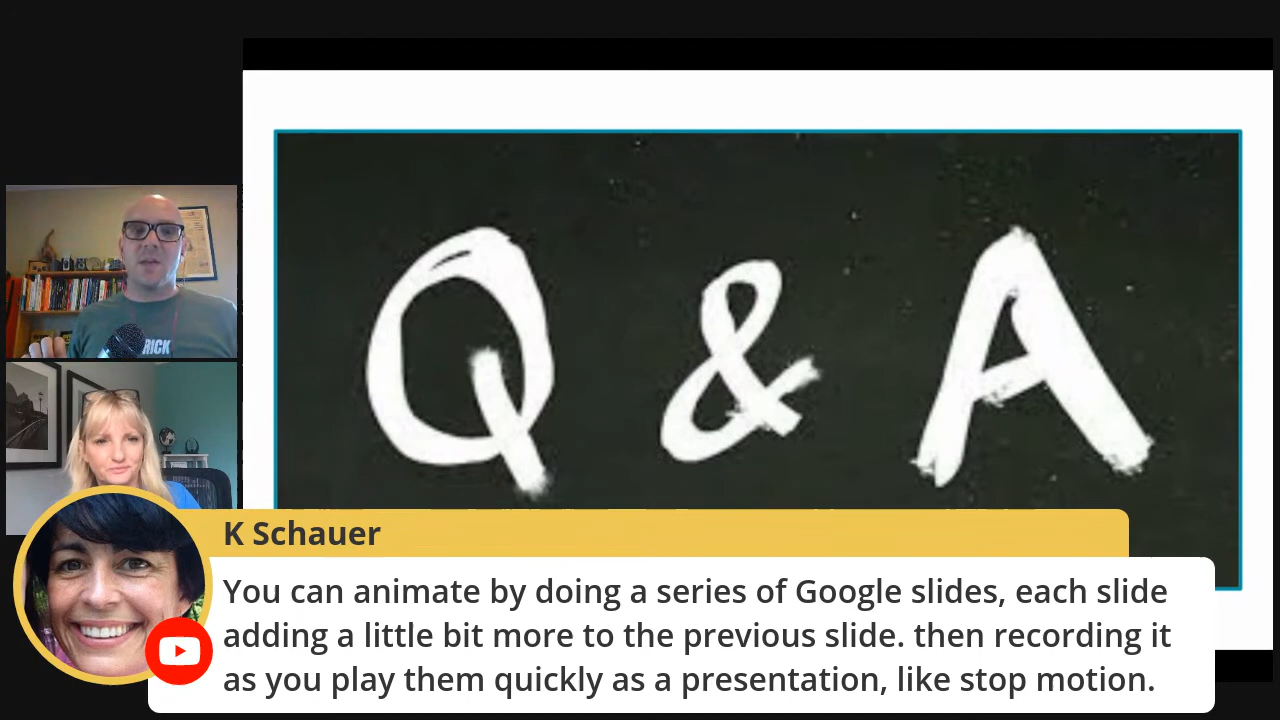 Q & A
RICK
K Schauer
You can animate by doing a series of Google slides, each slide
adding a little bit more to the previous slide. then recording it
as you play them quickly as a presentation, like stop motion.